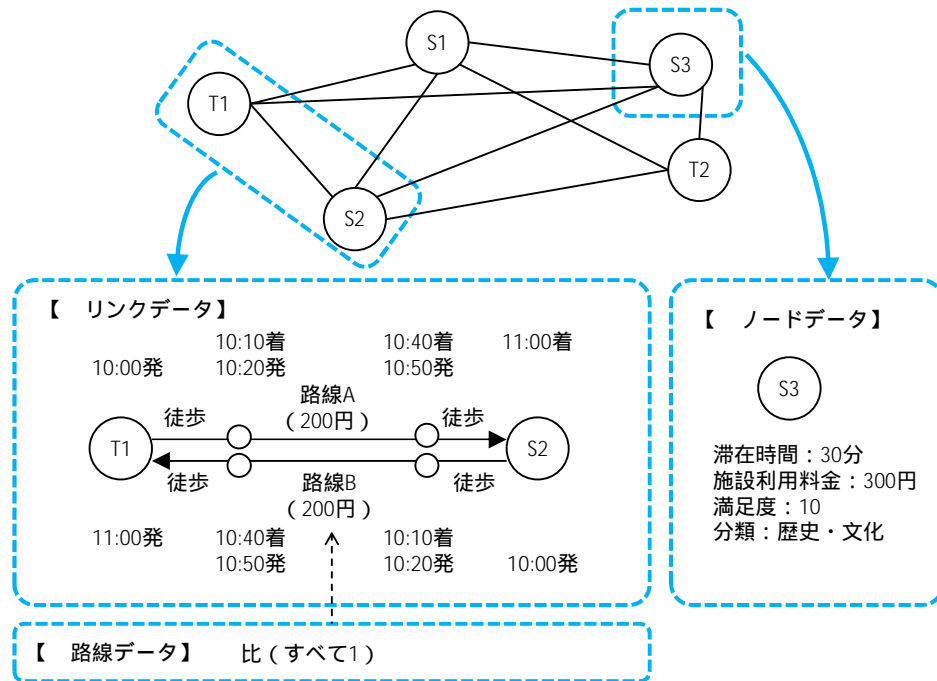 S1
S3
T1
T2
S2
【 リンクデータ】
10:10着 10:40着 11:00着
10:00発 10:20発 10:50発
路線A
徒歩 (200円) 徒歩
T1 S2
徒歩 路線B 徒歩
(200円)
11:00発 10:40着 10:10着
10:50発 10:20発 10:00発
【 路線データ】 比(すべて1)
【 ノードデータ】
S3
滞在時間:30分
施設利用料金:300円
満足度:10
分類:歴史・文化